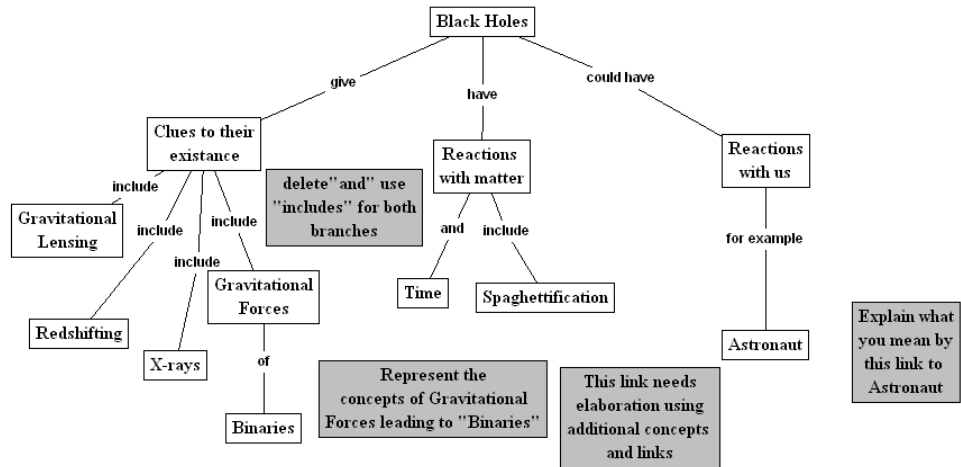 Black Holes
give
have
could have
Clues to their
existance
Reactions
with matter
Reactions
with us
include
include
include
include
Gravitational
Lensing
delete"and" use
"includes" for both
branches
and
include
for example
Redshifting
X-rays
Gravitational
Forces
Time
Spaghettification
Astronaut
of
Binaries
Represent the
concepts of Gravitational
Forces leading to "Binaries"
This link needs
elaboration using
additional concepts
and links
Explain what
you mean by
this link to
Astronaut